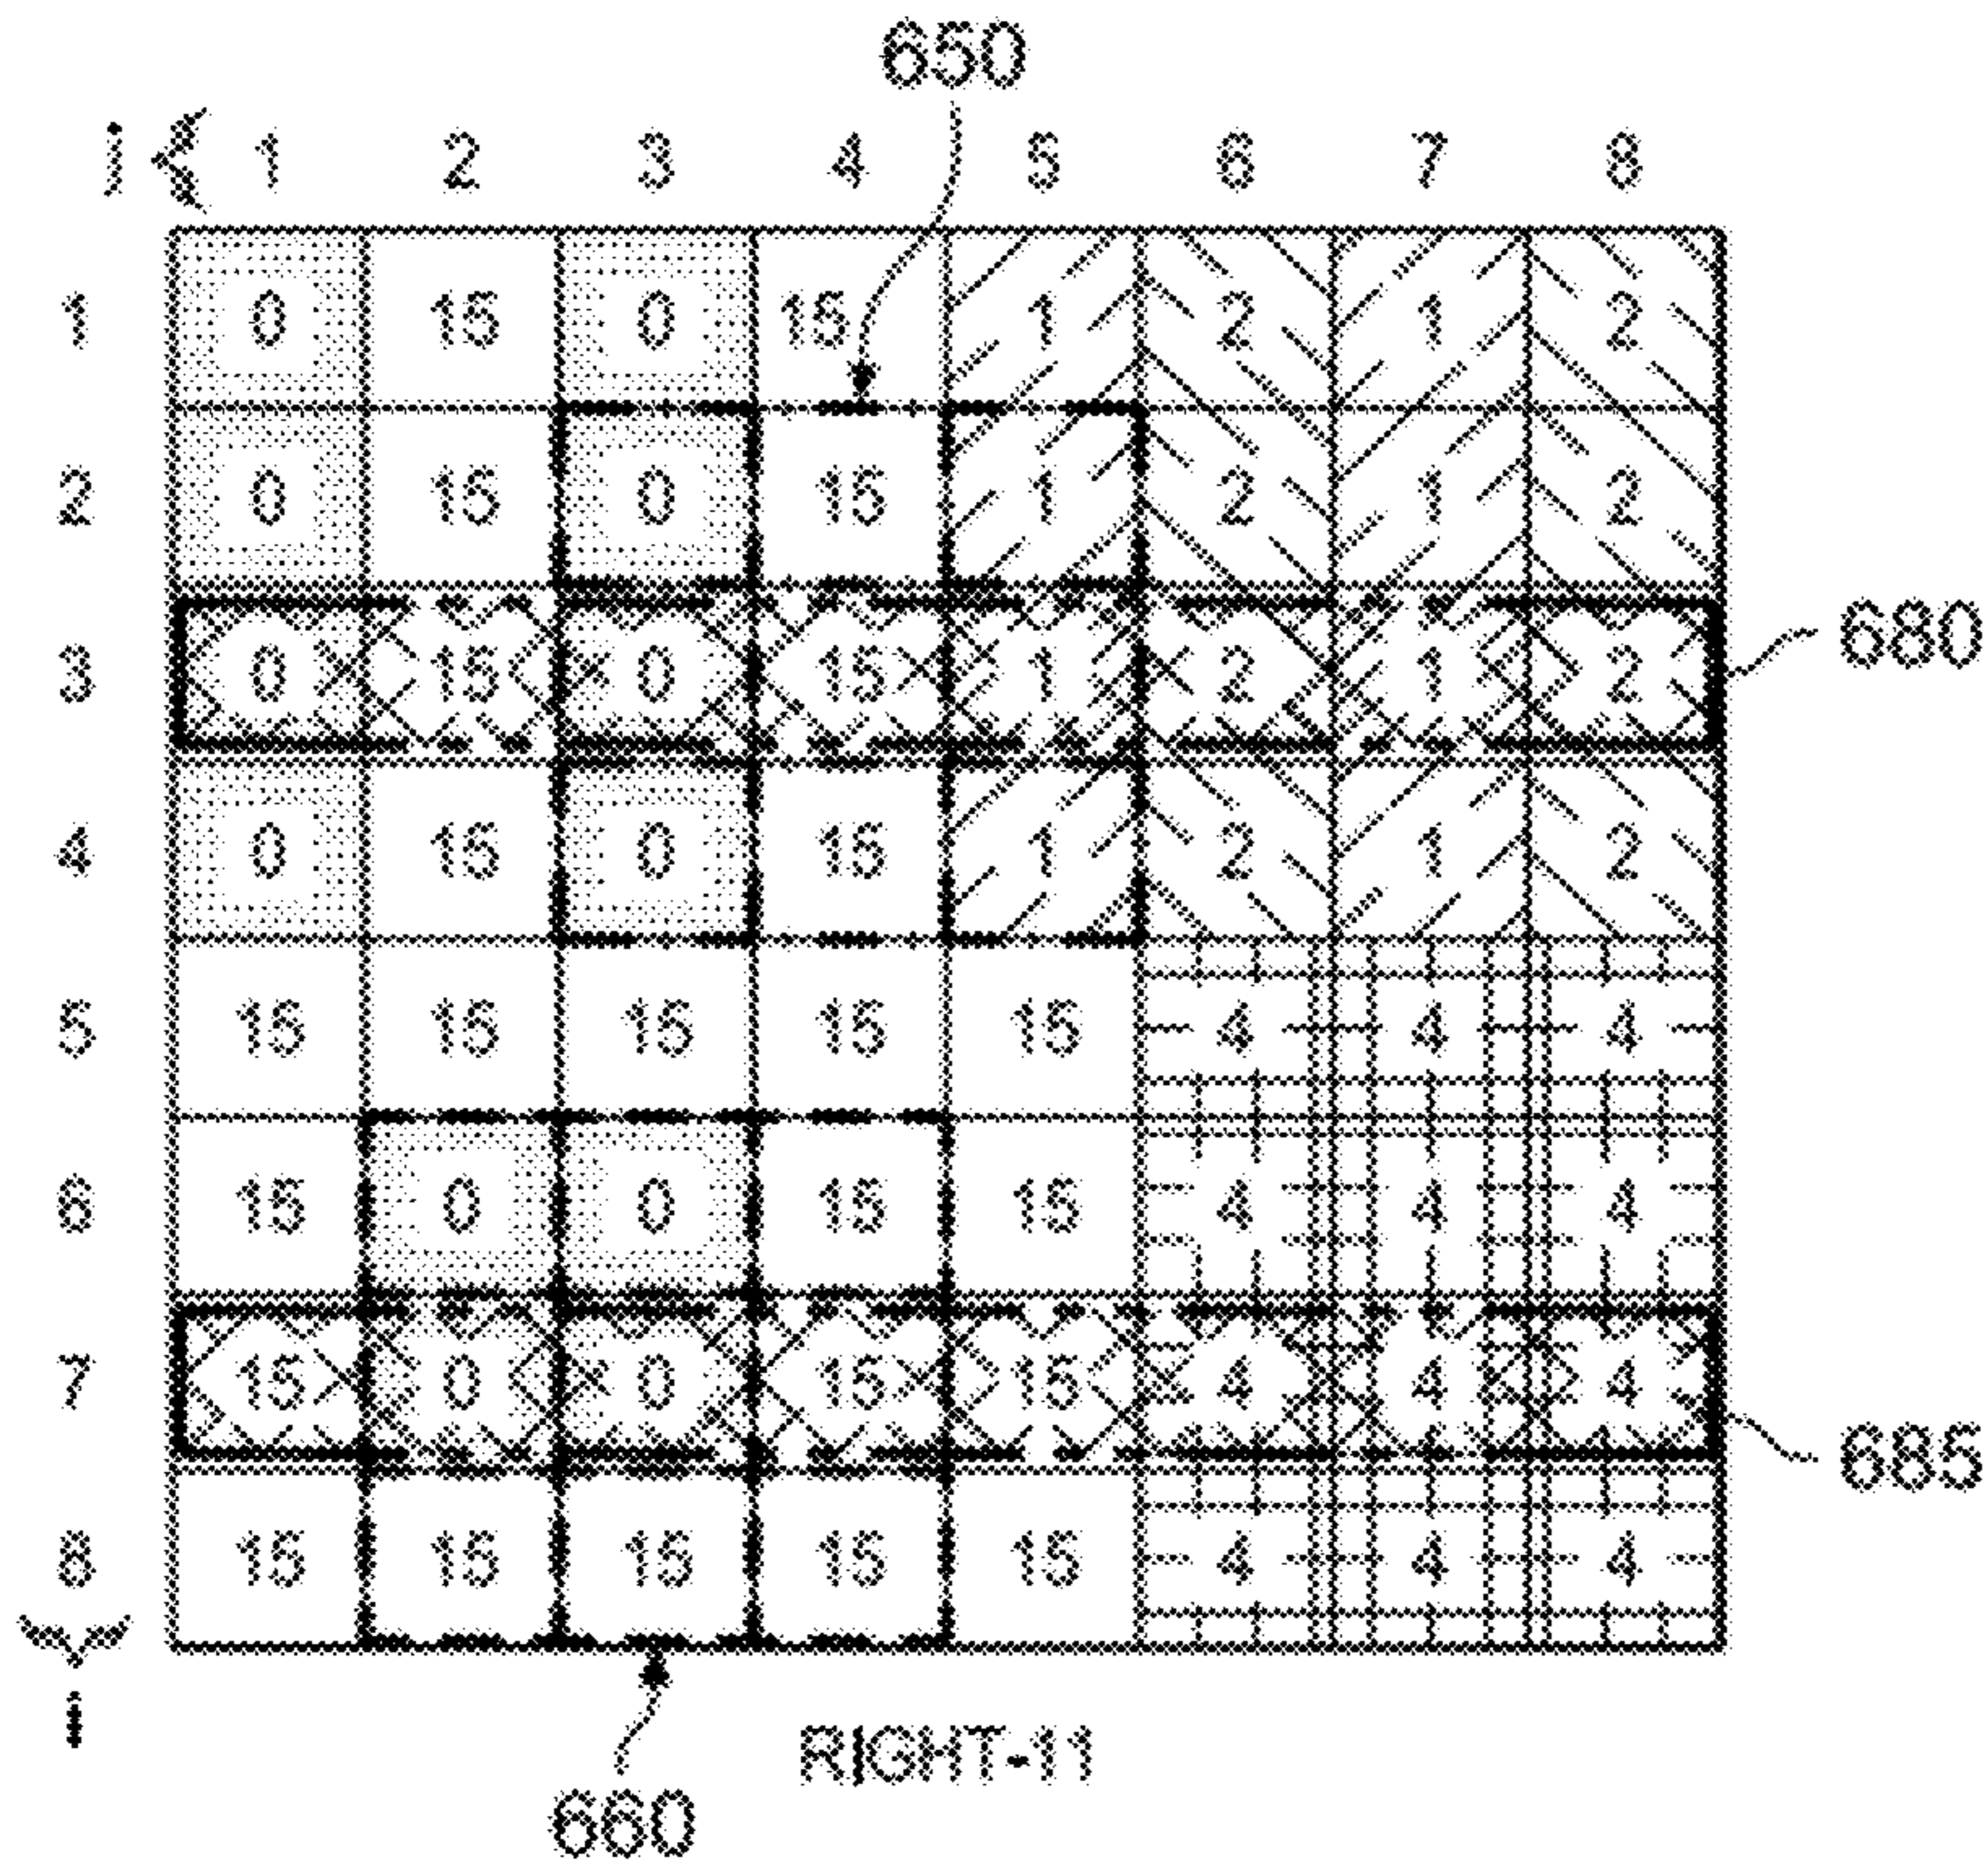 650
J { 1 2 3 4 5 6 7 8
1 0 15 0 15 1 2 1 2
2 0 15 0 15 1 2 1 2
3 0 15 0 15 1 2 1 2 680
4 0 15 0 15 1 2 1 2
5 15 15 15 15 15 4 4 4
6 15 0 0 15 15 4 4 4
7 15 0 0 15 15 4 4 4 685
8 15 15 15 15 15 4 4 4
I
RIGHT-11
660